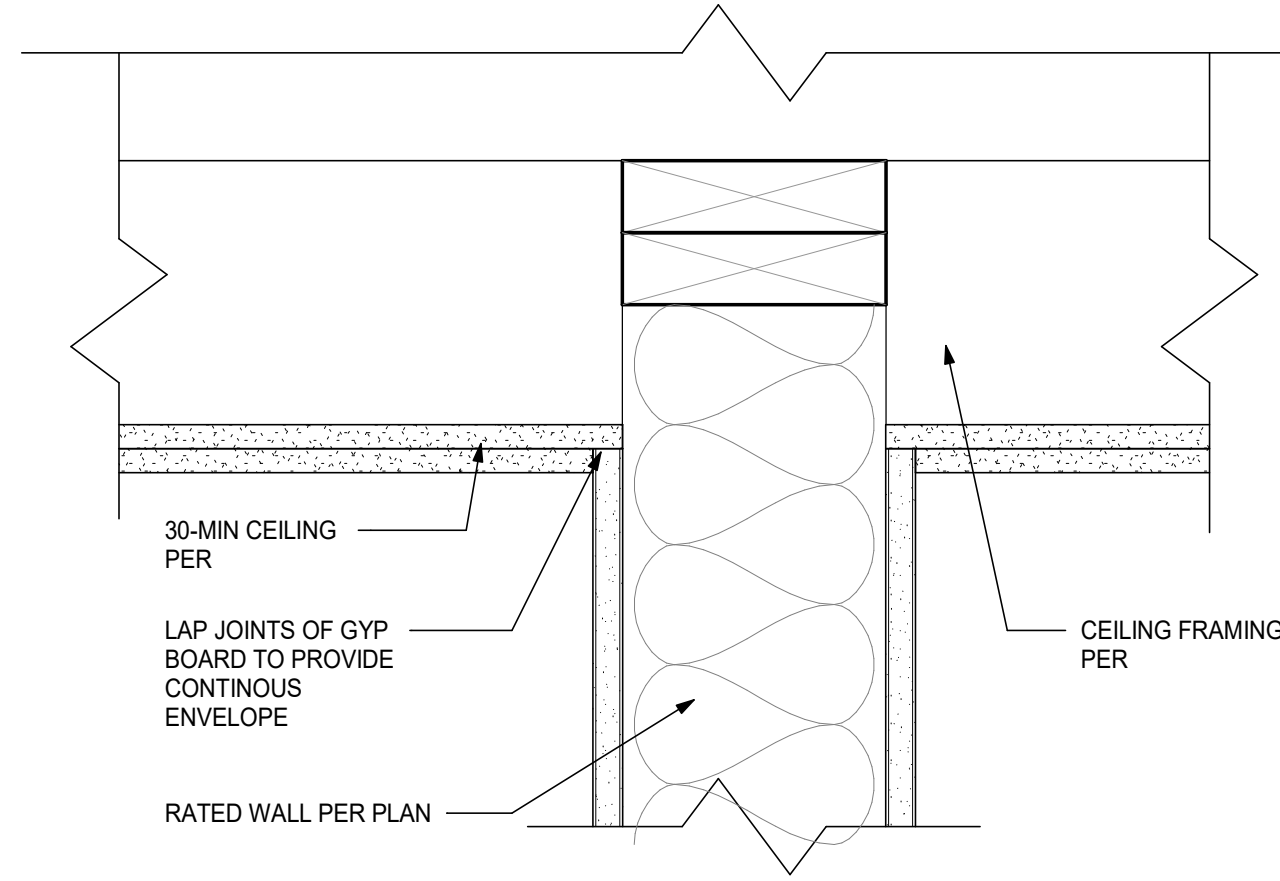 30-MIN CEILING
PER
LAP JOINTS OF GYP
BOARD TO PROVIDE
CONTINOUS
ENVELOPE
RATED WALL PER PLAN
CEILING FRAMING
PER